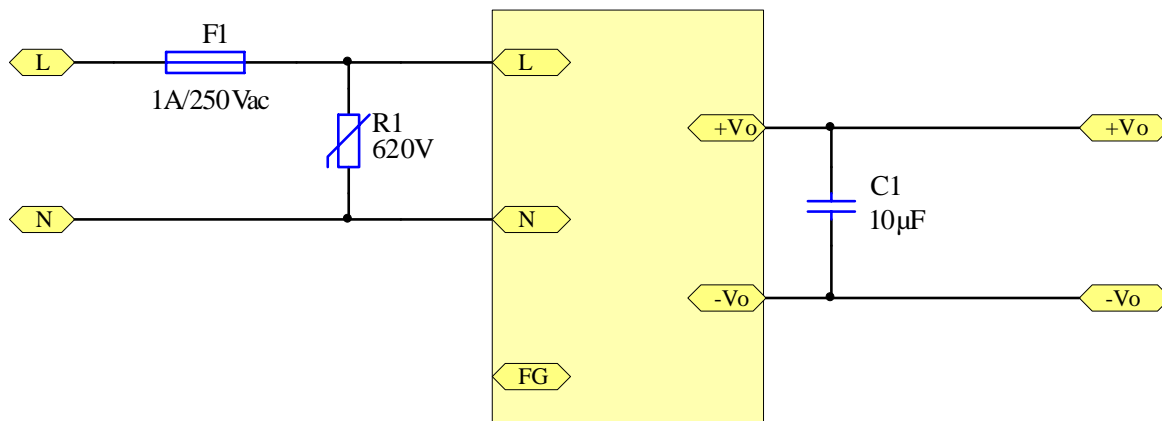 F1
L
L
1A/250Vac
R1
620V
+Vo
+Vo
C1
10µF
N
N
-Vo
-Vo
FG